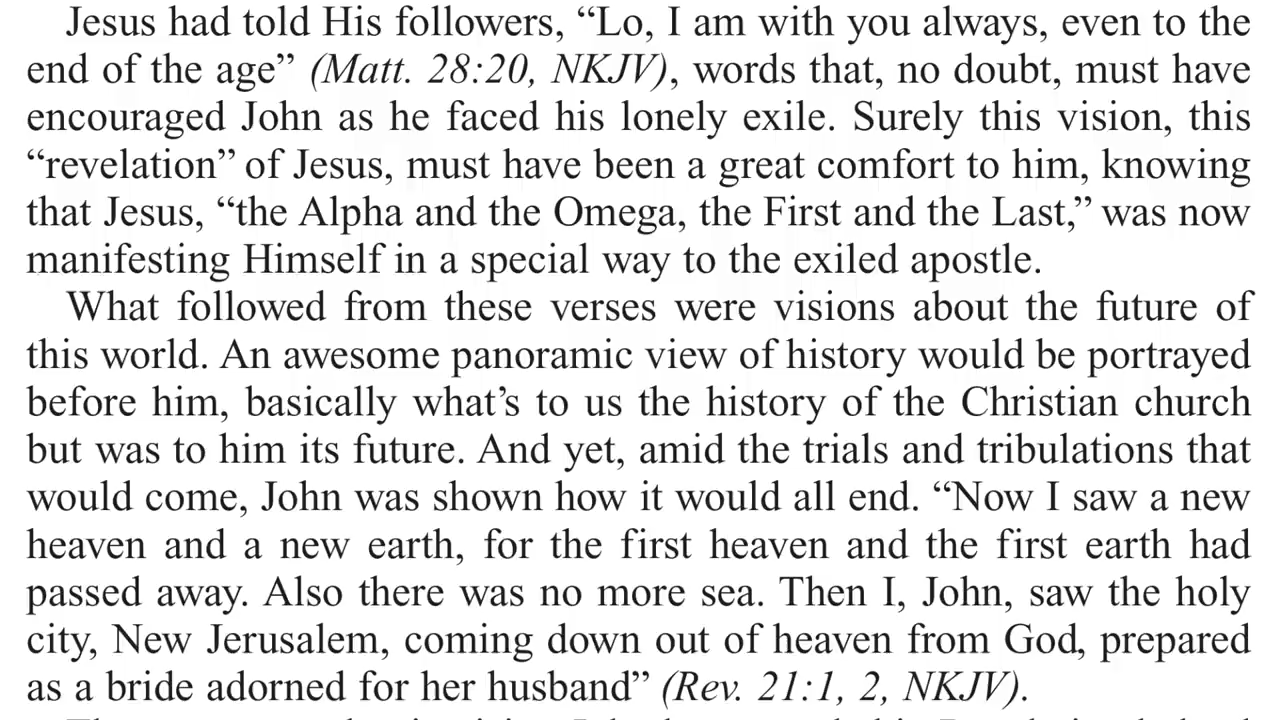 Jesus had told His followers, “Lo, I am with you always, even to the
end of the age” (Matt. 28:20, NKJV), words that, no doubt, must have
encouraged John as he faced his lonely exile. Surely this vision, this
“revelation” of Jesus, must have been a great comfort to him, knowing
that Jesus, “the Alpha and the Omega, the First and the Last,” was now
manifesting Himself in a special way to the exiled apostle.
What followed from these verses were visions about the future of
this world. An awesome panoramic view of history would be portrayed
before him, basically what’s to us the history of the Christian church
but was to him its future. And yet, amid the trials and tribulations that
would come, John was shown how it would all end. “Now I saw a new
heaven and a new earth, for the first heaven and the first earth had
passed away. Also there was no more sea. Then I, John, saw the holy
city, New Jerusalem, coming down out of heaven from God, prepared
as a bride adorned for her husband” (Rev. 21:1, 2, NKJV).